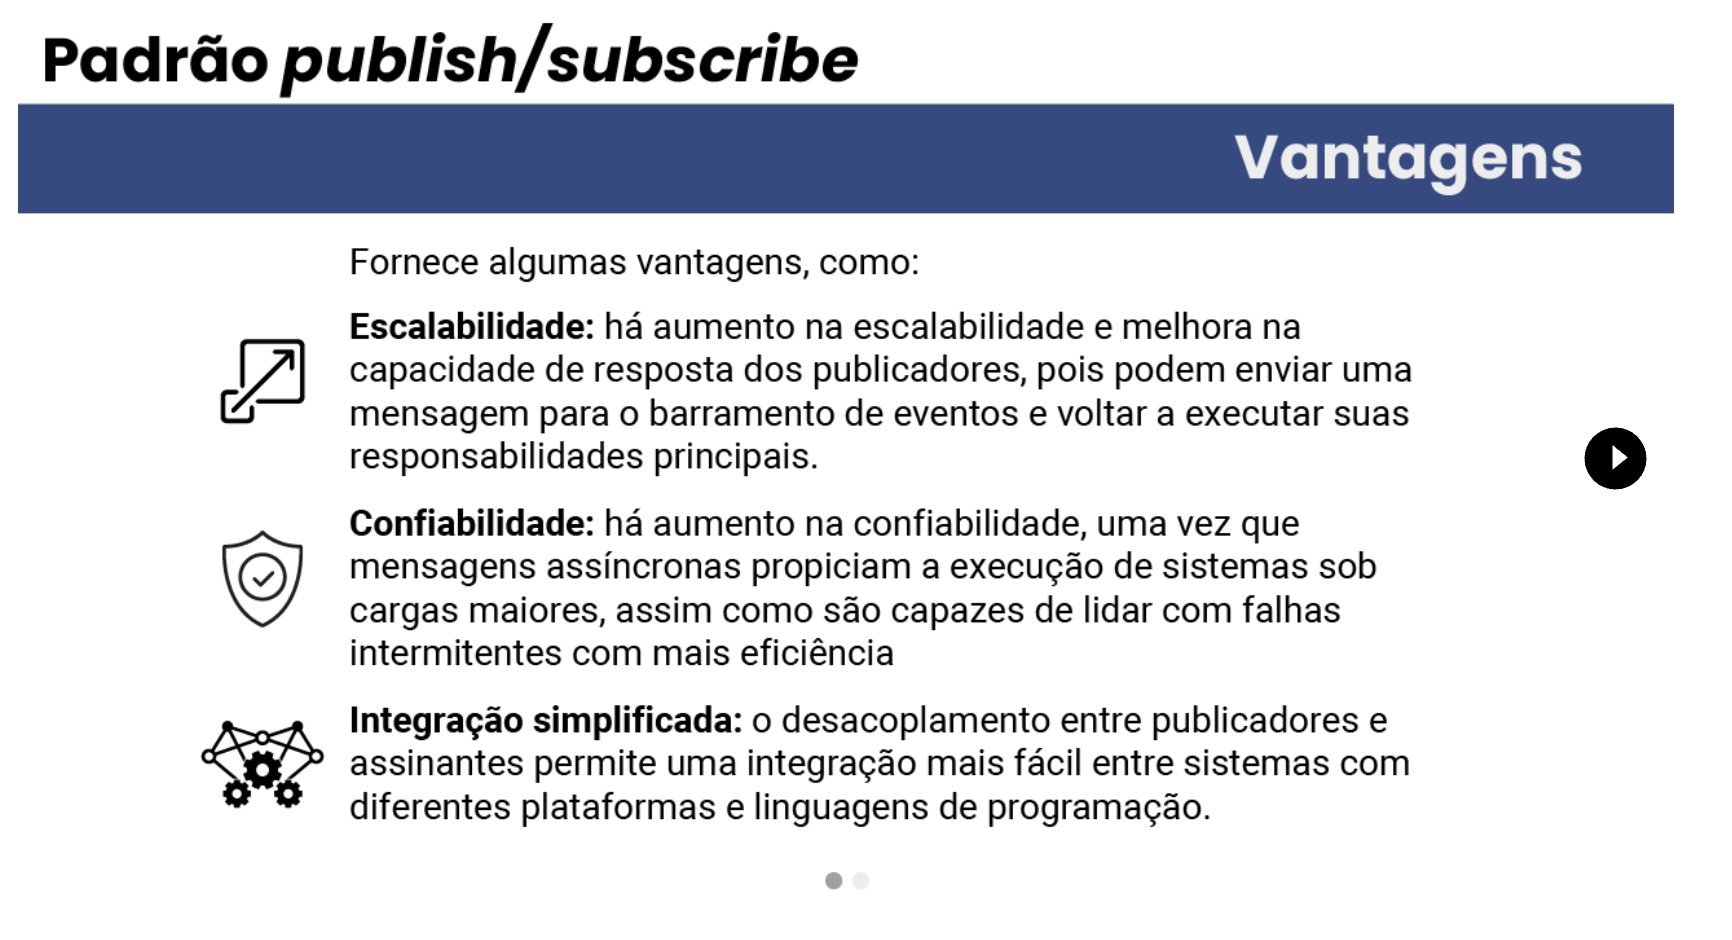 Padrão publish/subscribe
Vantagens
Fornece algumas vantagens, como:
Escalabilidade: há aumento na escalabilidade e melhora na
capacidade de resposta dos publicadores, pois podem enviar uma
mensagem para o barramento de eventos e voltar a executar suas
responsabilidades principais.
Confiabilidade: há aumento na confiabilidade, uma vez que
mensagens assíncronas propiciam a execução de sistemas sob
cargas maiores, assim como são capazes de lidar com falhas
intermitentes com mais eficiência
Integração simplificada: o desacoplamento entre publicadores e
assinantes permite uma integração mais fácil entre sistemas com
diferentes plataformas e linguagens de programação.